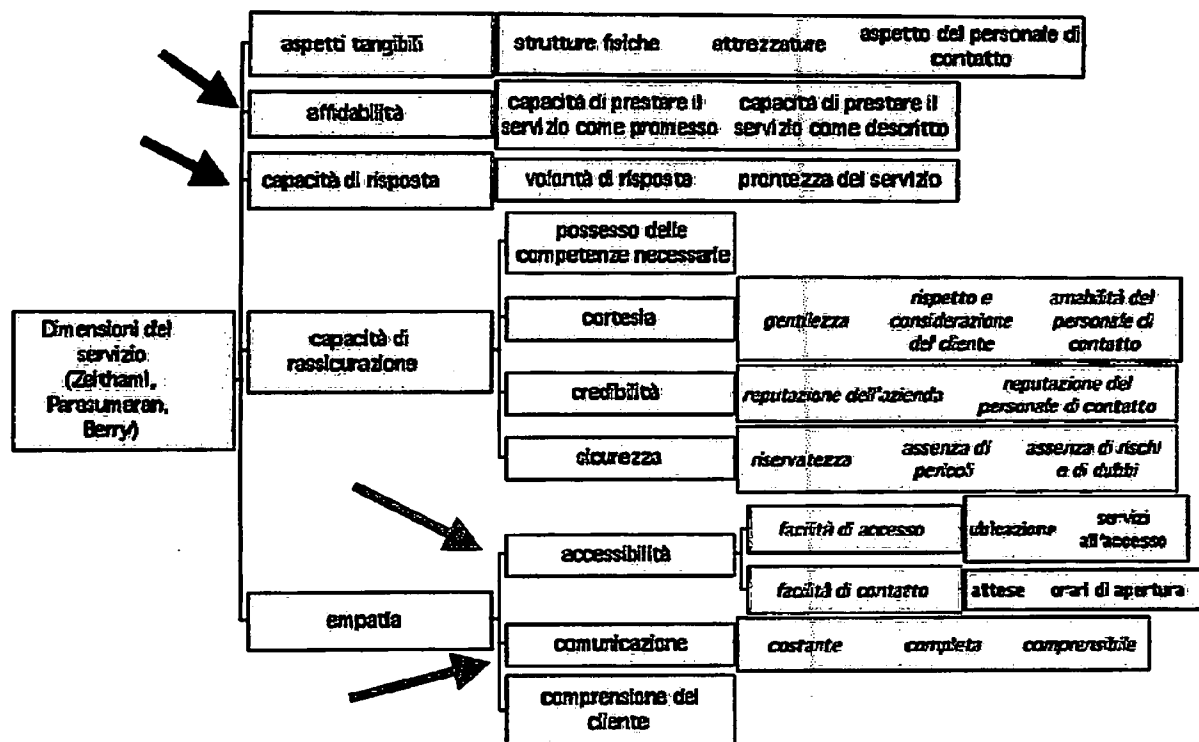 aspetti tangibili
strutture fisiche
attrezzature
aspetto del personale di
contatto
affidabilità
capacità di prestare il
servizio come promesso
capacità di prestare il
servizio come descritto
capacità di risposta
volontà di risposta
prontezza del servizio
possesso delle
competenze necessarie
Dimensioni del
servizio
(Zeithaml,
Parasumeran,
Berry)
capacità di
rassicurazione
cortesia
gentilezza
rispetto e
considerazione
del cliente
amabilità del
personale di
contatto
credibilità
reputazione dell'azienda
reputazione del
personale di contatto
sicurezza
riservatezza
assenza di
pericoli
assenza di rischi
e di dubbi
empatia
accessibilità
facilità di accesso
ubicazione
servizi
all'accesso
facilità di contatto
attese
orari di apertura
comunicazione
costante
completa
comprensibile
comprensione del
cliente